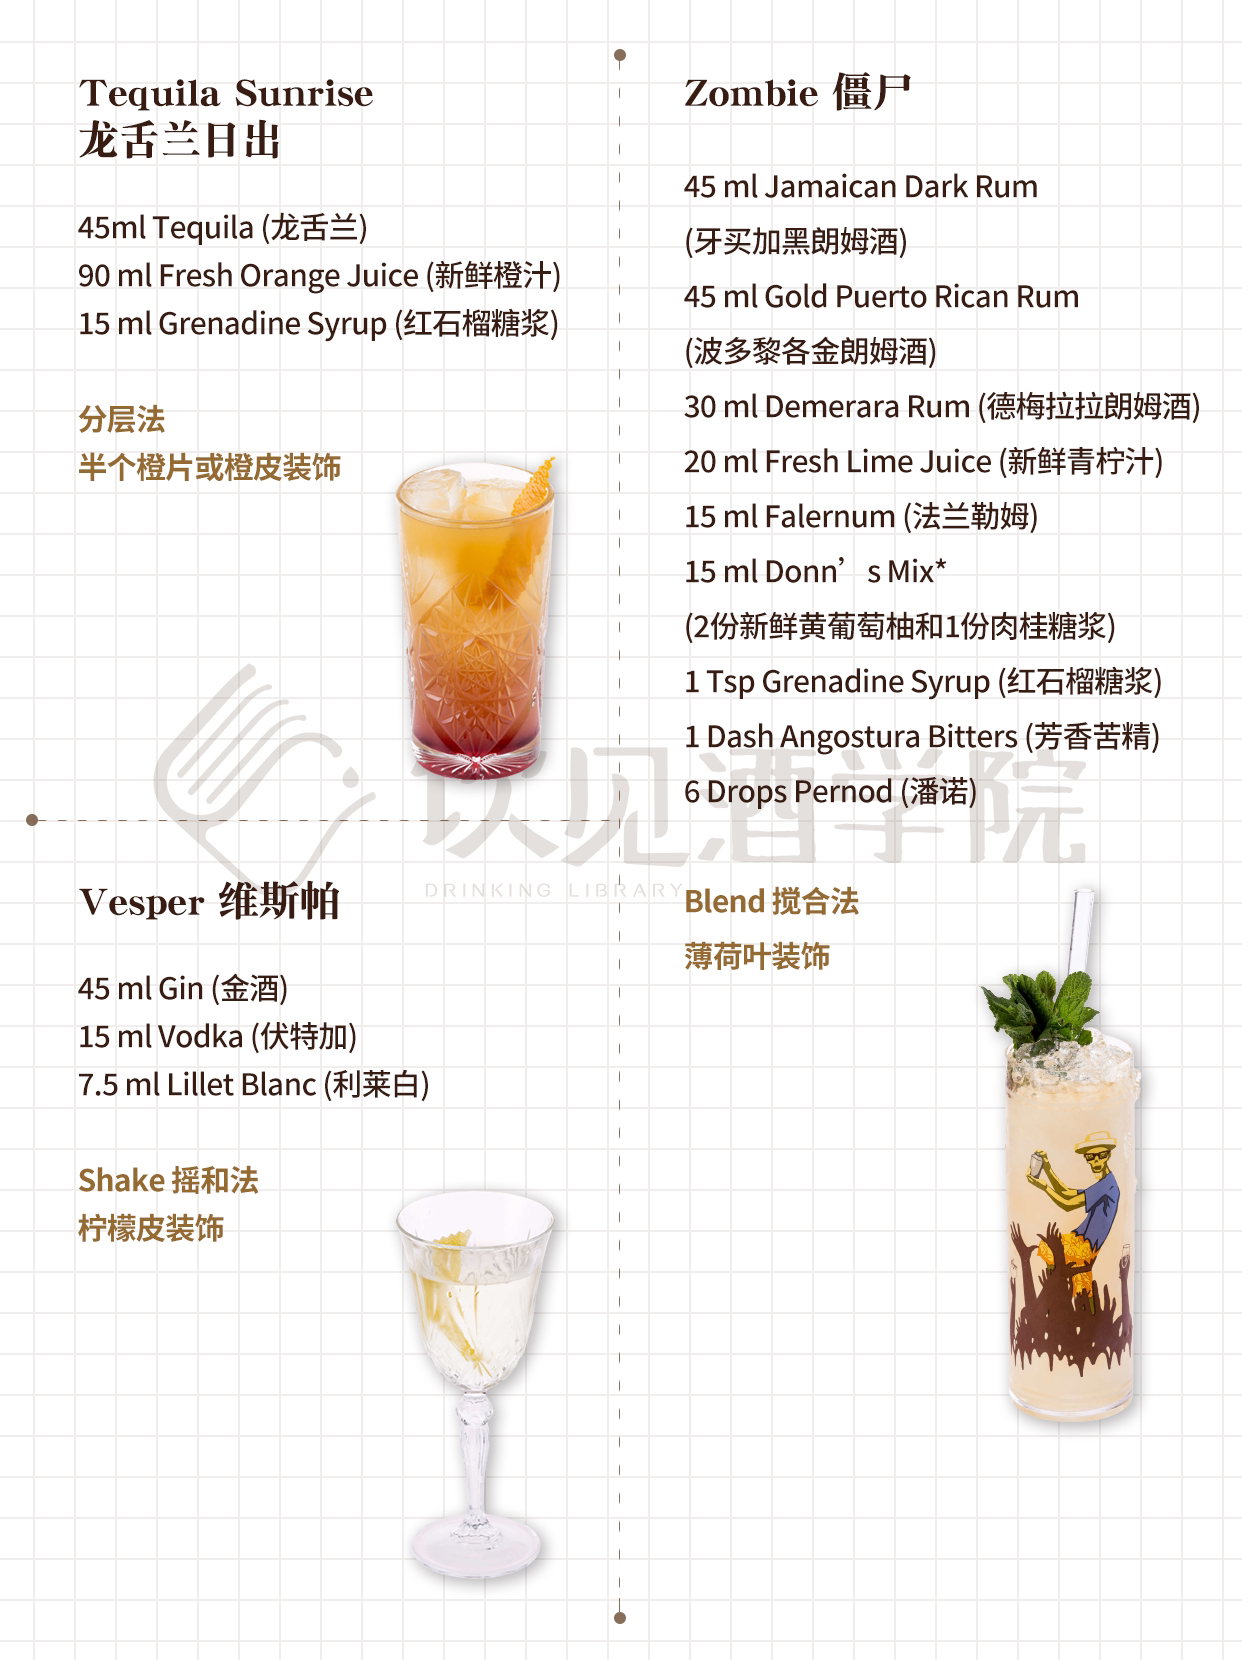 Tequila Sunrise
龙舌兰日出
45ml Tequila (龙舌兰)
90 ml Fresh Orange Juice (新鲜橙汁)
15 ml Grenadine Syrup (红石榴糖浆)
分层法
半个橙片或橙皮装饰
Vesper 维斯帕
45 ml Gin (金酒)
15 ml Vodka (伏特加)
7.5 ml Lillet Blanc (利莱白)
Shake 摇和法
柠檬皮装饰
Zombie 僵尸
45 ml Jamaican Dark Rum
(牙买加黑朗姆酒)
45 ml Gold Puerto Rican Rum
(波多黎各金朗姆酒)
30 ml Demerara Rum (德梅拉拉朗姆酒)
20 ml Fresh Lime Juice (新鲜青柠汁)
15 ml Falernum (法兰勒姆)
15 ml Donn’s Mix*
(2份新鲜黄葡萄柚和1份肉桂糖浆)
1 Tsp Grenadine Syrup (红石榴糖浆)
1 Dash Angostura Bitters (芳香苦精)
6 Drops Pernod (潘诺)
Blend 搅合法
薄荷叶装饰
饮见酒学院
DRINKING LIBRARY